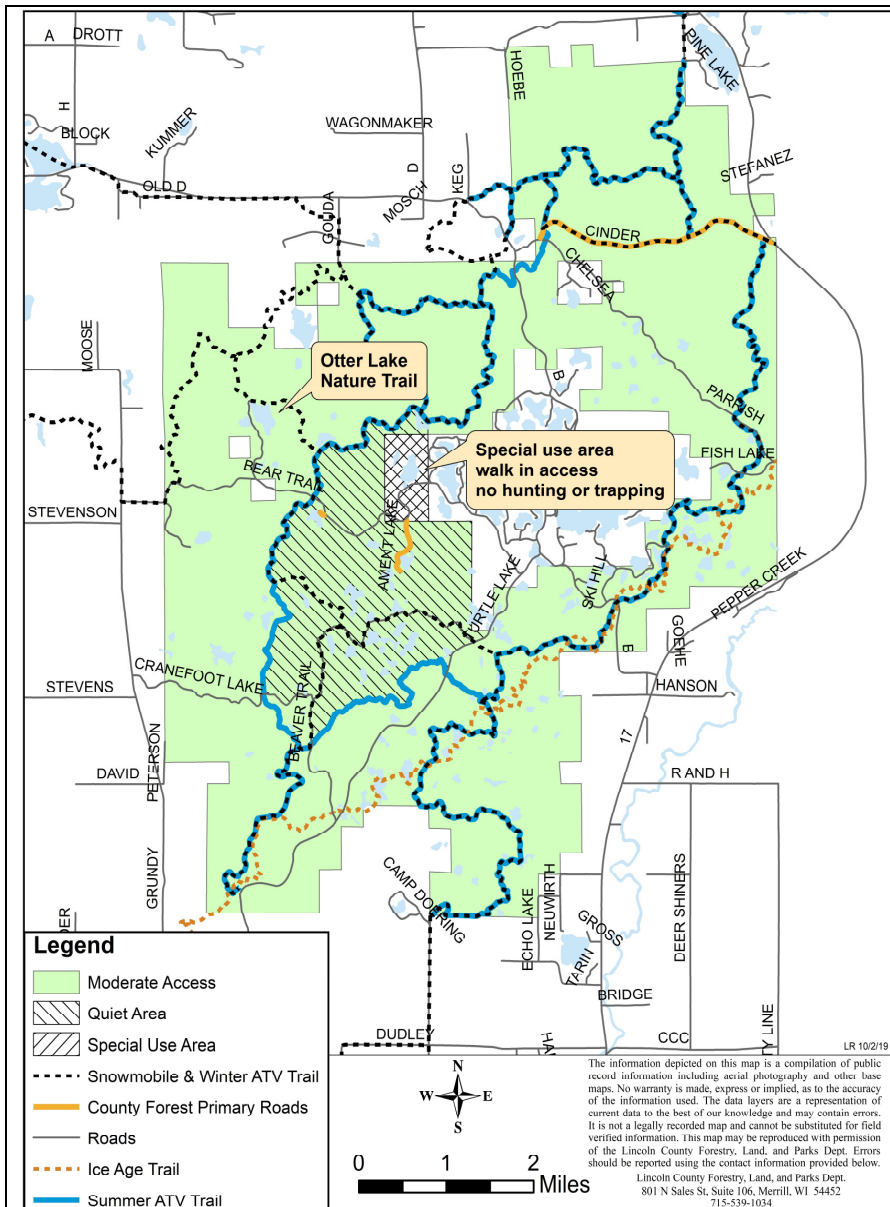 A
DROTT
HOEBE
PINE LAKE
H
BLOCK
KUMMER
WAGONMAKER
D
KEG
MOSCH
STEFANEZ
OLD D
GOUDA
CINDER
CHELSEA
MOOSE
Otter Lake
Nature Trail
B
PARRISH
Special use area
walk in access
no hunting or trapping
FISH LAKE
BEAR TRAIL
STEVENSON
AMENT LAKE
SKI HILL
PEPPER CREEK
URTLE LAKE
GOEHE
B
CRANEFOOT LAKE
HANSON
STEVENS
BEAVER TRAIL
17
PETERSON
DAVID
R AND H
GRUNDY
CAMP DOERING
DEER SHINERS
NEUWIRTH
ECHO LAKE
GROSS
DER
TARIH
BRIDGE
DUDLEY
HA
CCC
TY LINE
LR 10/2/19
Legend
Moderate Access
Quiet Area
Special Use Area
Snowmobile & Winter ATV Trail
County Forest Primary Roads
Roads
Ice Age Trail
Summer ATV Trail
N
W E
S
0 1 2
Miles
The information depicted on this map is a compilation of public
record information including aerial photography and other base
maps. No warranty is made, express or implied, as to the accuracy
of the information used. The data layers are a representation of
current data to the best of our knowledge and may contain errors.
It is not a legally recorded map and cannot be substituted for field
verified information. This map may be reproduced with permission
of the Lincoln County Forestry, Land, and Parks Dept. Errors
should be reported using the contact information provided below.
Lincoln County Forestry, Land, and Parks Dept.
801 N Sales St, Suite 106, Merrill, WI 54452
715-539-1034